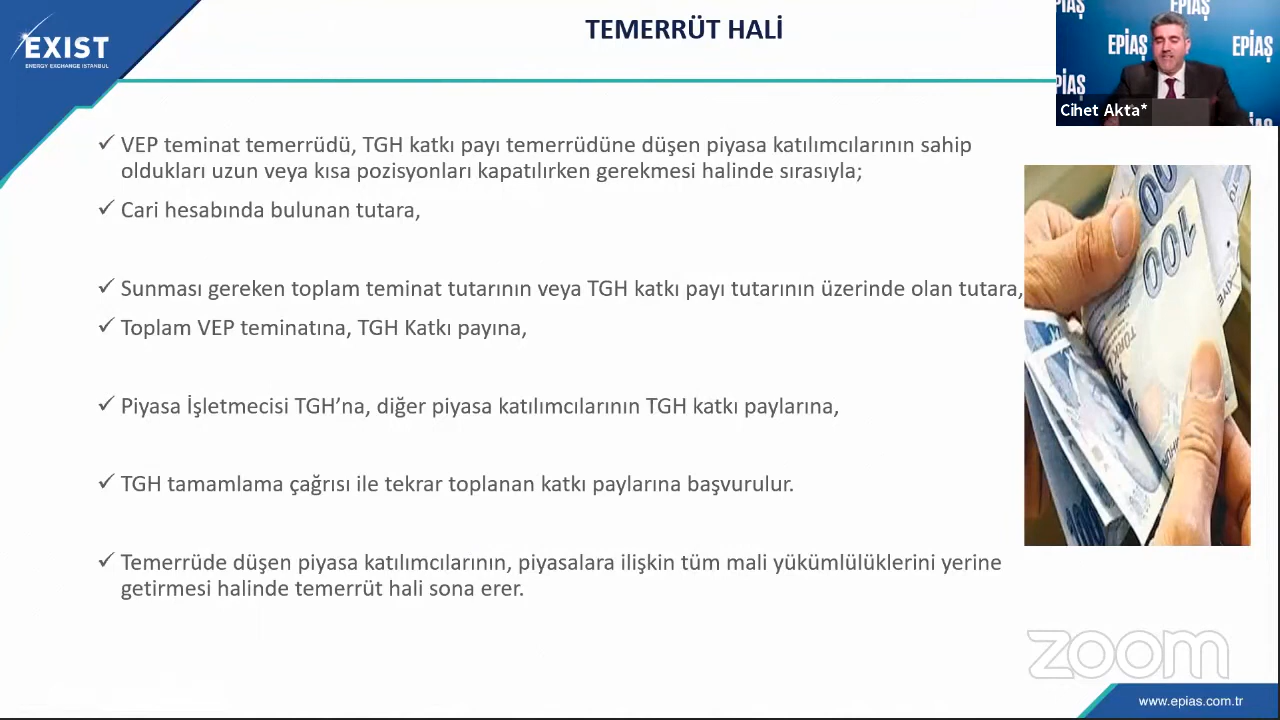 TEMERRÜT HALİ
EXIST
ENERGY EXCHANGE ISTANBUL
EPİAŞ
EPİAŞ
EPİAŞ
Cihet Akta*
VEP teminat temerrüdü, TGH katkı payı temerrüdüne düşen piyasa katılımcılarının sahip
oldukları uzun veya kısa pozisyonları kapatılırken gerekmesi halinde sırasıyla;
Cari hesabında bulunan tutara,
Sunması gereken toplam teminat tutarının veya TGH katkı payı tutarının üzerinde olan tutara,
Toplam VEP teminatına, TGH Katkı payına,
Piyasa İşletmecisi TGH’na, diğer piyasa katılımcılarının TGH katkı paylarına,
TGH tamamlama çağrısı ile tekrar toplanan katkı paylarına başvurulur.
Temerrüde düşen piyasa katılımcılarının, piyasalara ilişkin tüm mali yükümlülüklerini yerine
getirmesi halinde temerrüt hali sona erer.
100
zoom
www.epias.com.tr